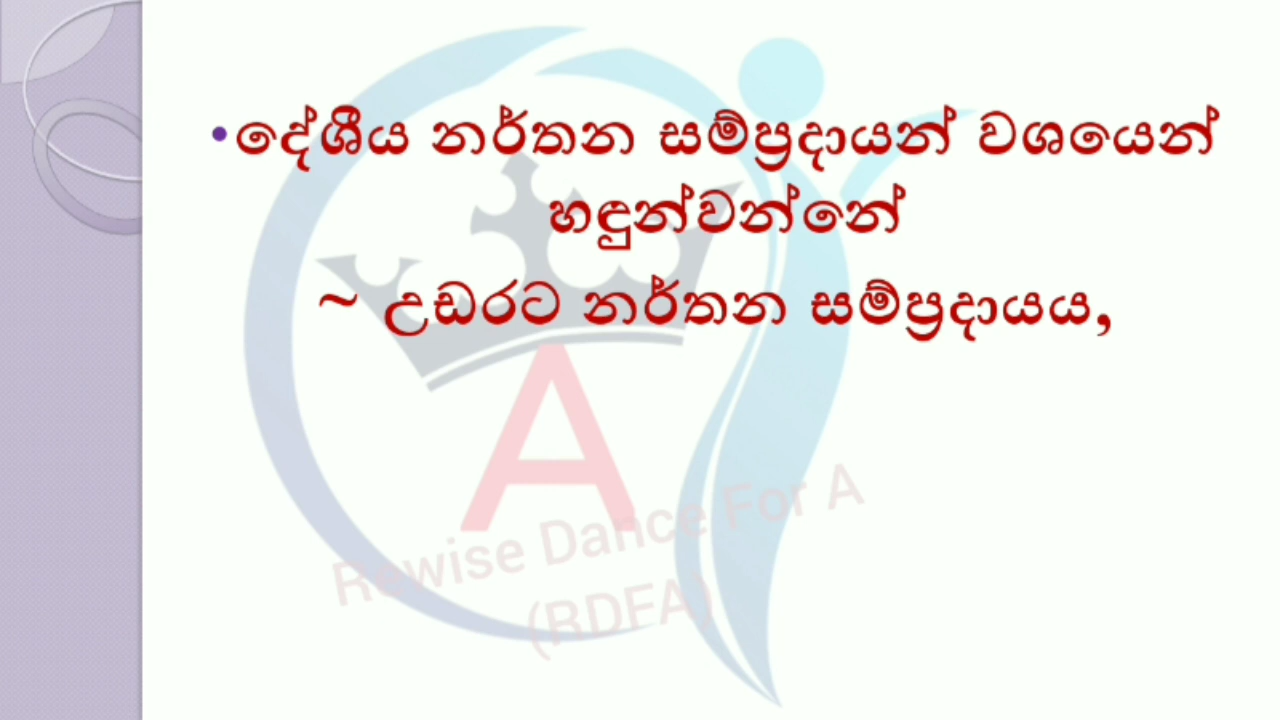 •දේශීය නර්තන සම්ප්‍රදායන් වශයෙන්
හඳුන්වන්නේ
~ උඩරට නර්තන සම්ප්‍රදායය,
A
Rewise Dance For A
(RDFA)